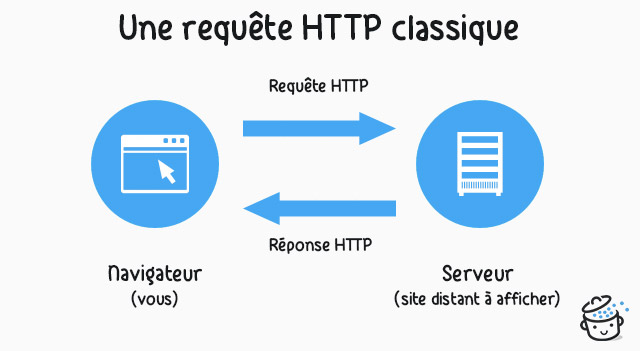 Une requête HTTP classique
Requête HTTP
Réponse HTTP
Navigateur
(vous)
Serveur
(site distant à afficher)